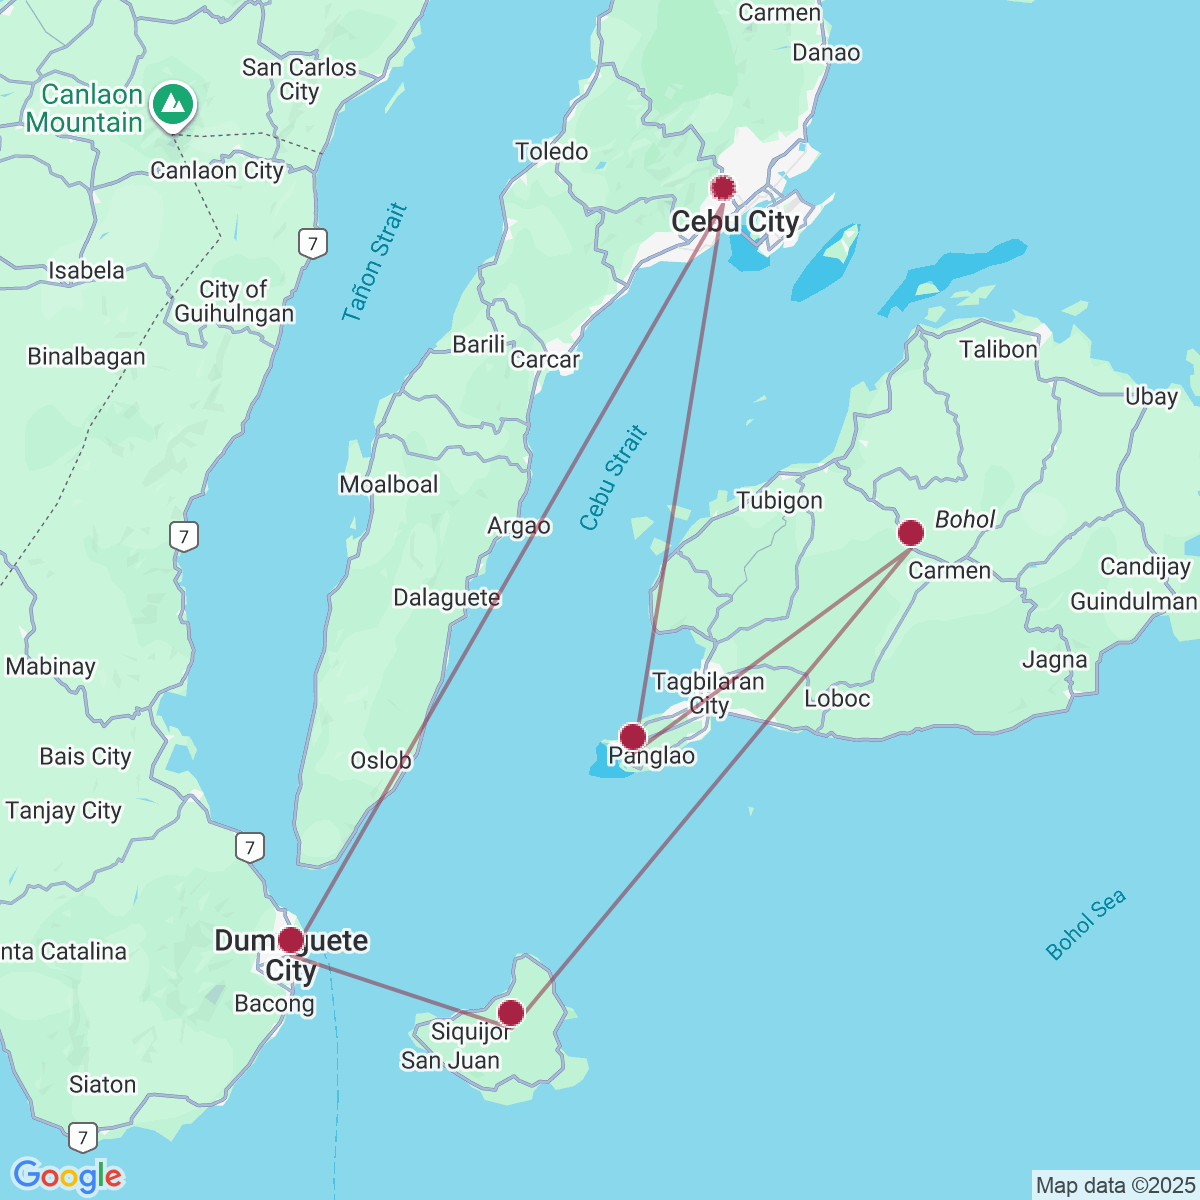 Carmen
Danao
San Carlos
City
Canlaon
Mountain
Toledo
Canlaon City
Cebu City
7
Tañon Strait
Isabela
City of
Guihulngan
Barili
Carcar
Binalbagan
Talibon
Ubay
Cebu Strait
Moalboal
Tubigon
Argao
Bohol
7
Carmen
Candijay
Dalaguete
Guindulman
Mabinay
Jagna
Tagbilaran
City
Loboc
Bais City
Oslob
Panglao
Tanjay City
7
Bohol Sea
Dumaguete
City
nta Catalina
Bacong
Siquijor
San Juan
Siaton
7
Google
Map data ©2025